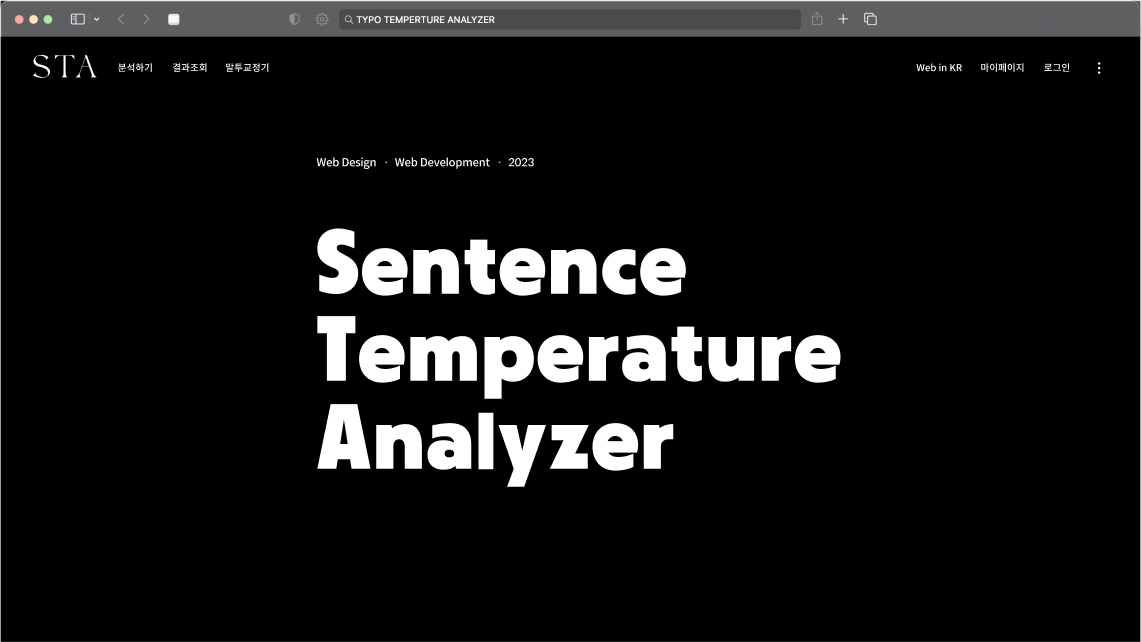 TYPO TEMPERTURE ANALYZER
STA 분석하기 결과조회 말투교정기 Web in KR 마이페이지 로그인
Web Design · Web Development · 2023
Sentence
Temperature
Analyzer